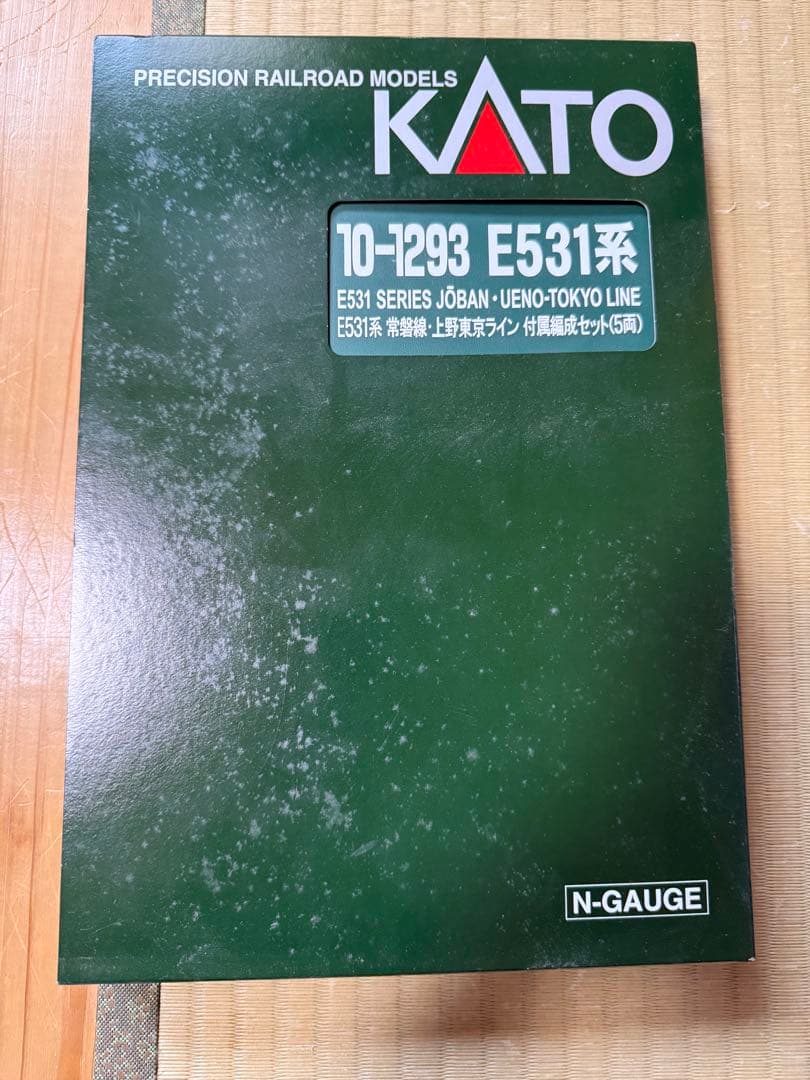 PRECISION RAILROAD MODELS
KATO
10-1293 E531系
E531 SERIES JŌBAN・UENO-TOKYO LINE
E531系 常磐線・上野東京ライン 付属編成セット(5両)
N-GAUGE